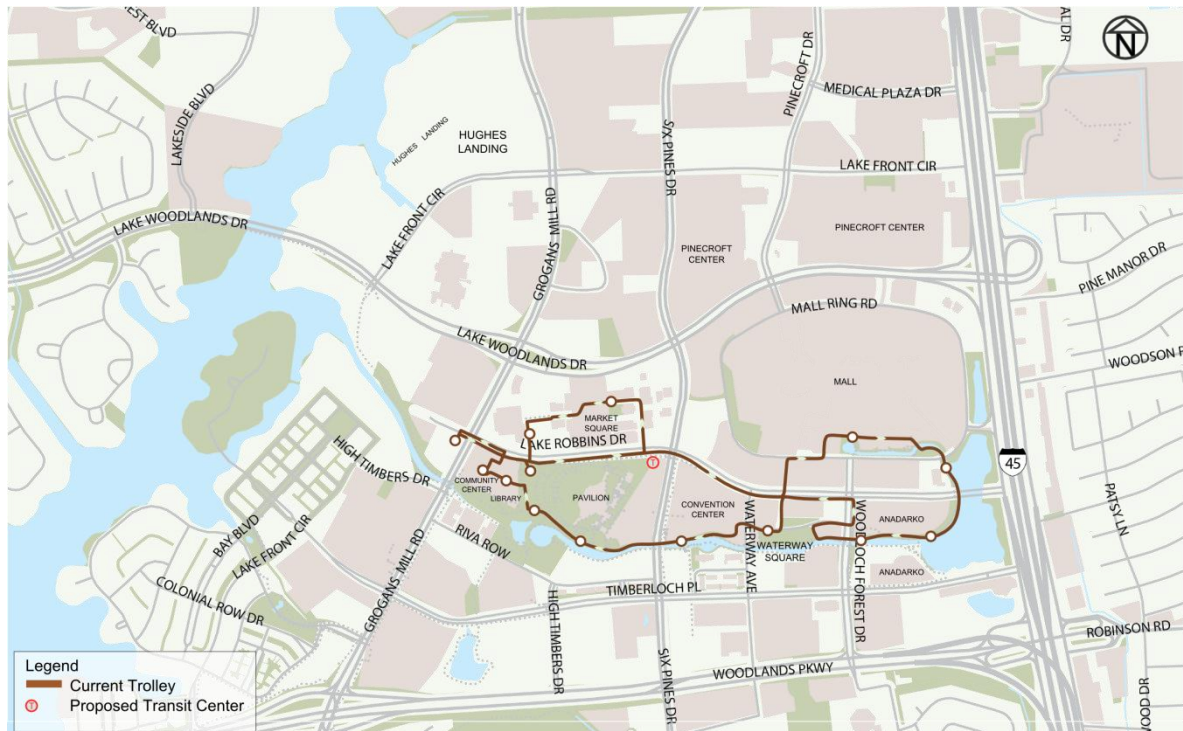 REST BLVD
AL DR
N
LAKESIDE BLVD
PINECROFT DR
MEDICAL PLAZA DR
HUGHES LANDING
HUGHES
LANDING
SIX PINES DR
LAKE FRONT CIR
LAKE FRONT CIR
GROGANS MILL RD
LAKE WOODLANDS DR
PINECROFT CENTER
PINECROFT
CENTER
PINE MANOR DR
MALL RING RD
LAKE WOODLANDS DR
WOODSON R
MALL
MARKET
SQUARE
LAKE ROBBINS DR
HIGH TIMBERS DR
T
45
COMMUNITY
CENTER
LIBRARY
PAVILION
CONVENTION
CENTER
WATERWAY AVE
WOODLOCH FOREST DR
ANADARKO
PATSY LN
BAY BLVD
LAKE FRONT CIR
RIVA ROW
WATERWAY
SQUARE
ANADARKO
COLONIAL ROW DR
GROGANS MILL RD
TIMBERLOCH PL
HIGH TIMBERS DR
SIX PINES DR
ROBINSON RD
WOODLANDS PKWY
WOOD DR
Legend
Current Trolley
T Proposed Transit Center